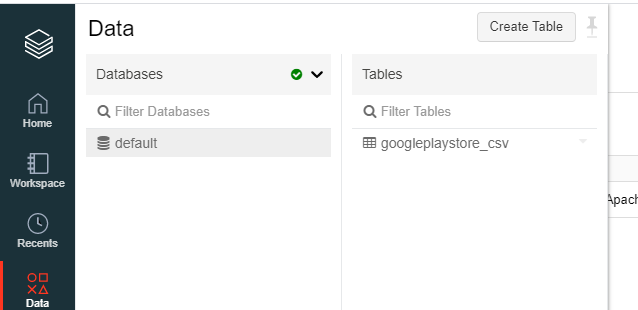 Data
Create Table
Databases
Tables
Filter Databases
Filter Tables
default
googleplaystore_csv
Home
Workspace
Recents
Data
Apach